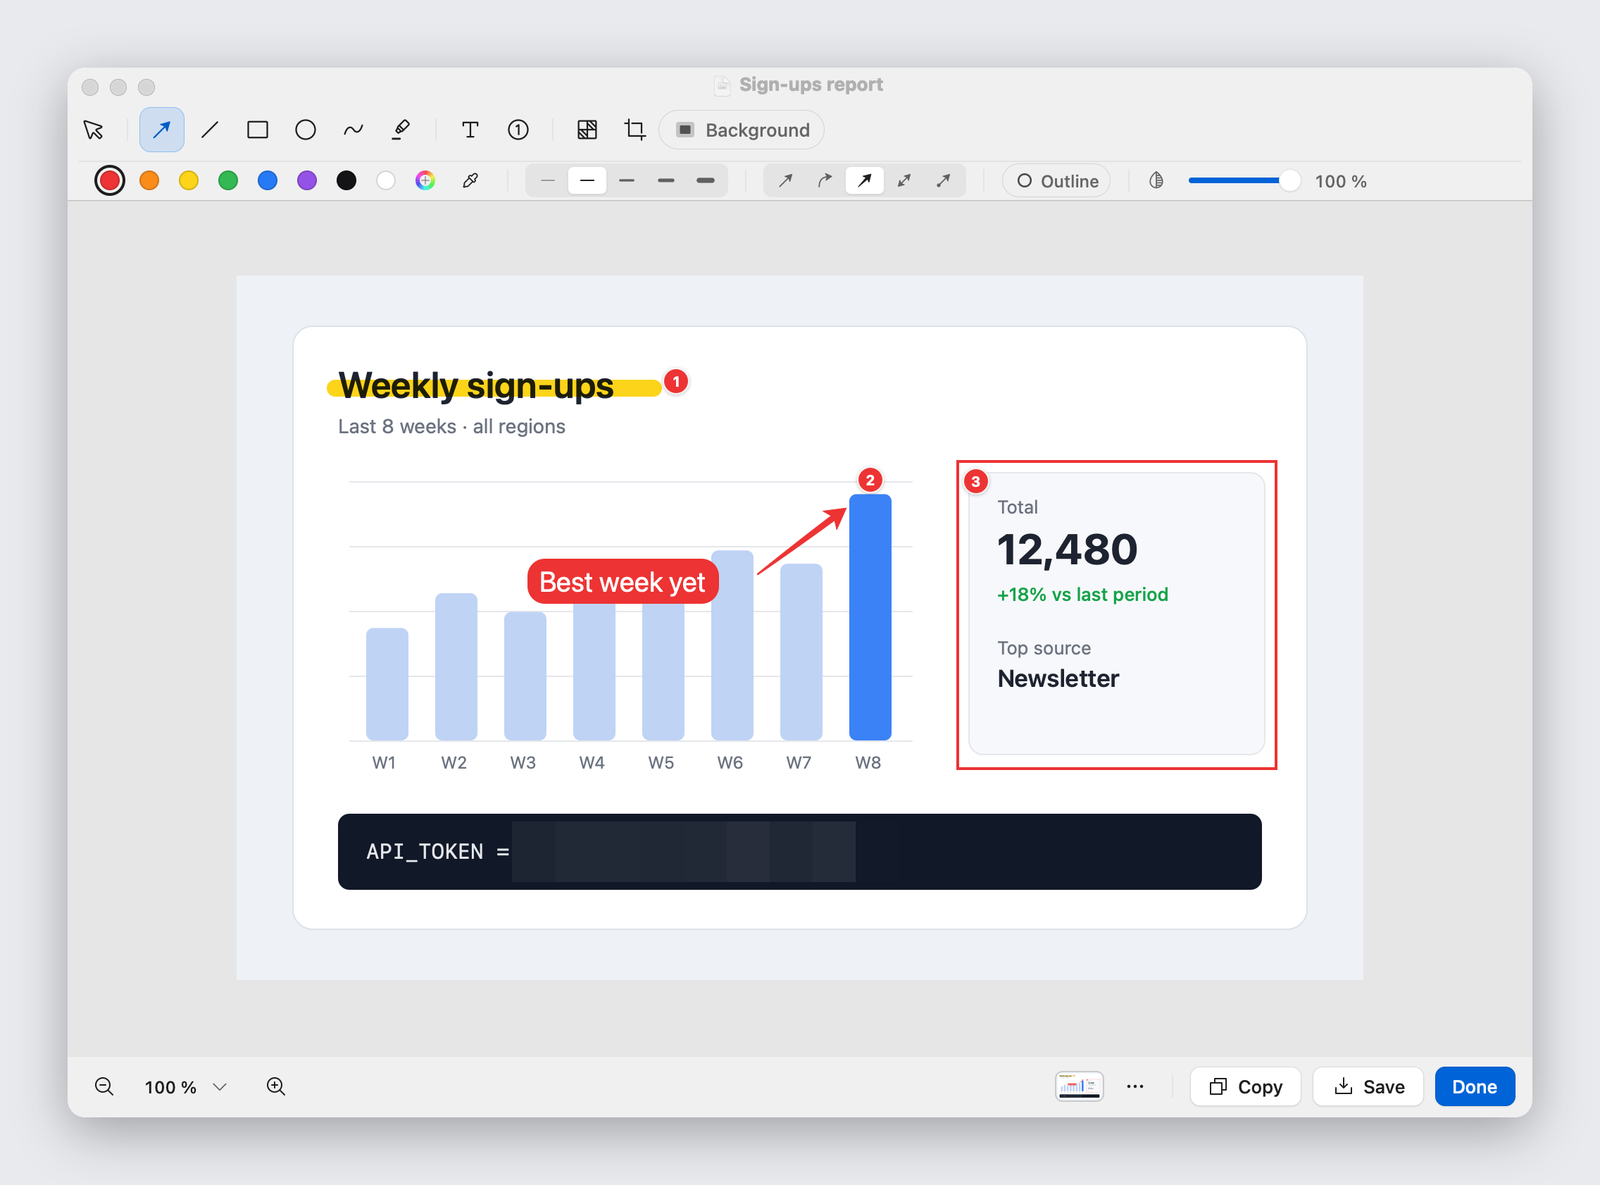 Sign-ups report
T
1
Background
Outline
100 %
Weekly sign-ups
1
Last 8 weeks · all regions
2
Best week yet
W1 W2 W3 W4 W5 W6 W7 W8
3
Total
12,480
+18% vs last period
Top source
Newsletter
API_TOKEN =
100 %
Copy
Save
Done